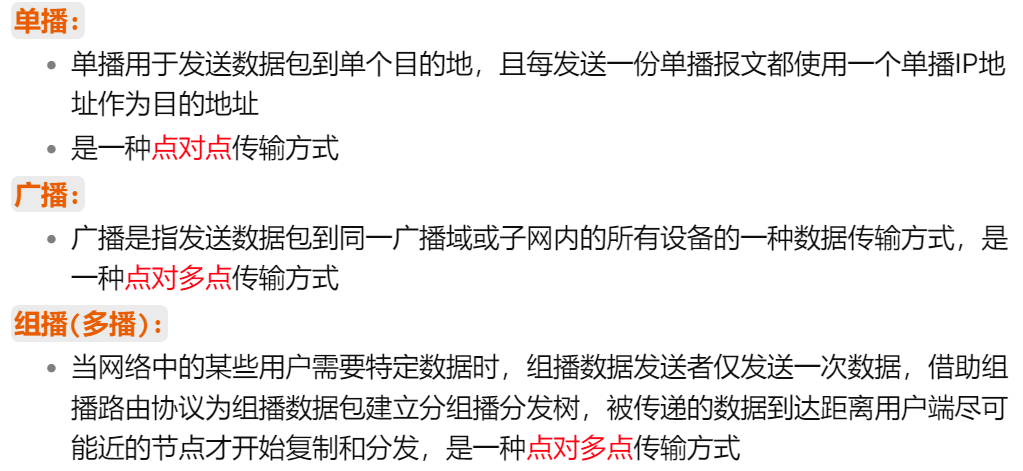 单播：
单播用于发送数据包到单个目的地，且每发送一份单播报文都使用一个单播IP地
址作为目的地址
是一种点对点传输方式
广播：
广播是指发送数据包到同一广播域或子网内的所有设备的一种数据传输方式，是
一种点对多点传输方式
组播(多播)：
当网络中的某些用户需要特定数据时，组播数据发送者仅发送一次数据，借助组
播路由协议为组播数据包建立分组播分发树，被传递的数据到达距离用户端尽可
能近的节点才开始复制和分发，是一种点对多点传输方式